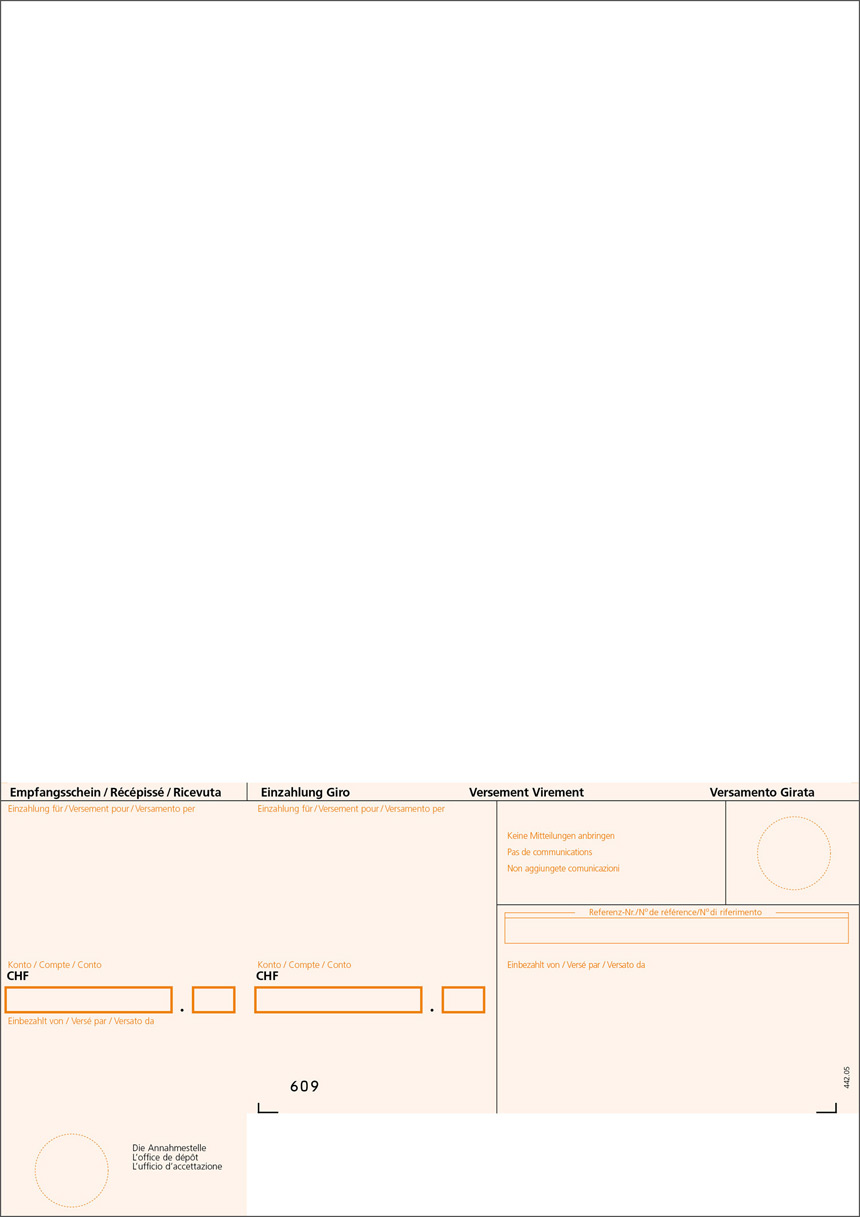 Empfangsschein / Récépissé / Ricevuta
Einzahlung für / Versement pour / Versamento per
Konto / Compte / Conto
CHF
.
Einbezahlt von / Versé par / Versato da
Die Annahmestelle
L'office de dépôt
L'ufficio d'accettazione
Einzahlung Giro
Versement Virement
Versamento Girata
Einzahlung für / Versement pour / Versamento per
Konto / Compte / Conto
CHF
.
609
Keine Mitteilungen anbringen
Pas de communications
Non aggiungete comunicazioni
Referenz-Nr./N° de référence/N° di riferimento
Einbezahlt von / Versé par / Versato da
442.05